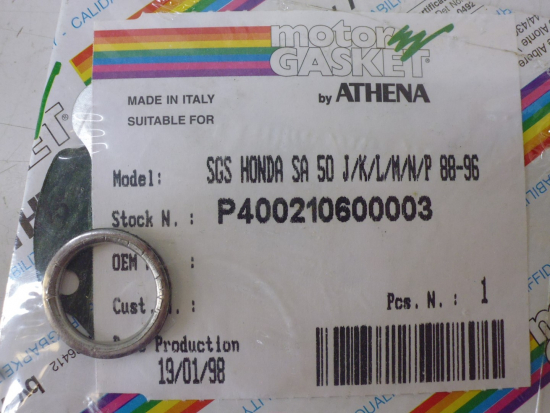 motor
GASKET
by ATHENA
MADE IN ITALY
SUITABLE FOR
Model: SGS HONDA SA 50 J/K/L/M/N/P 88-96
Stock N. : P400210600003
OEM :
Cust. :
Pcs. N. : 1
Production
19/01/98